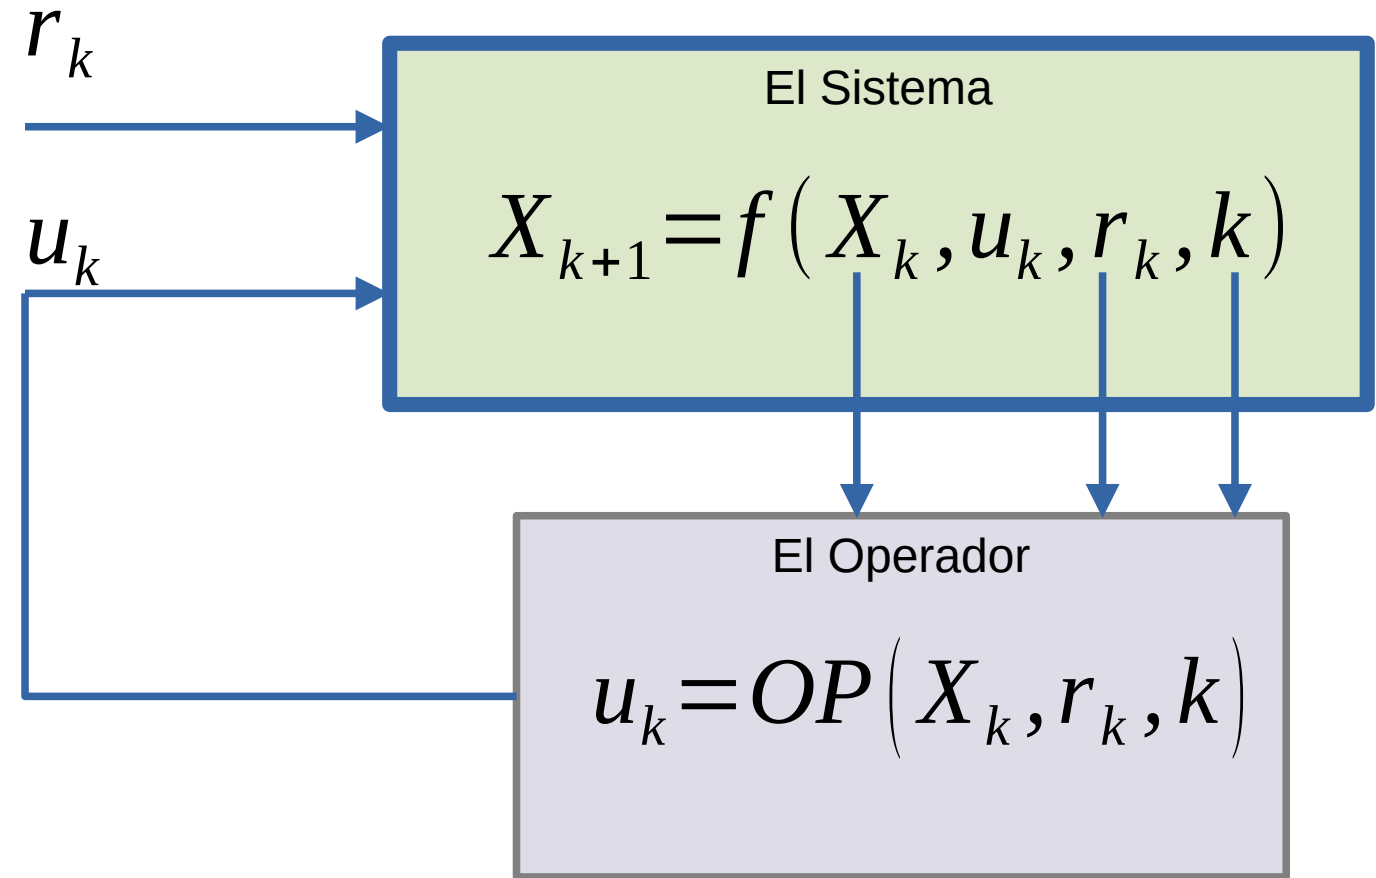 r_k
El Sistema
X_{k+1}=f(X_k,u_k,r_k,k)
u_k
El Operador
u_k=OP(X_k,r_k,k)